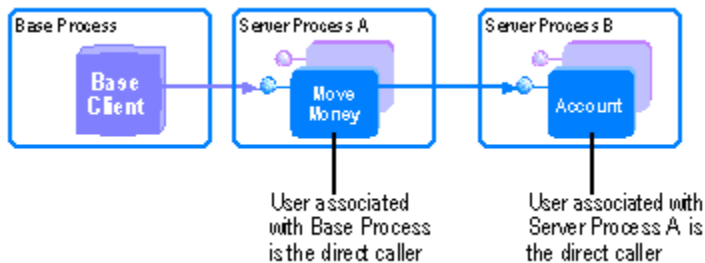 Base Process
Server Process A
Server Process B
Base
Client
Move
Money
Account
User associated
with Base Process
is the direct caller
User associated with
Server Process A is
the direct caller